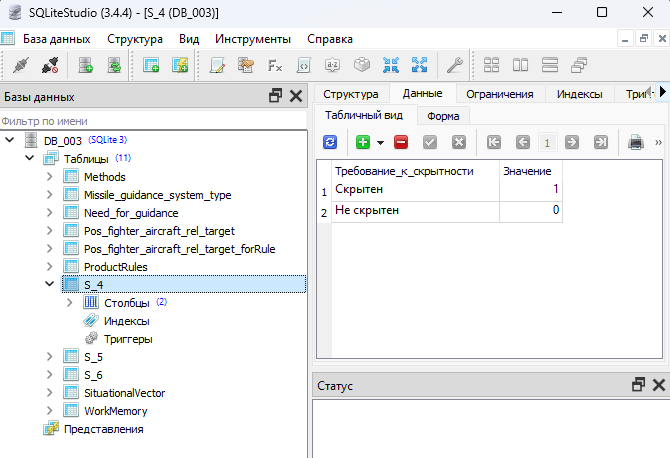 SQLiteStudio (3.4.4) - [S_4 (DB_003)]
База данных Структура Вид Инструменты Справка
Базы данных
Фильтр по имени
DB_003 (SQLite 3)
Таблицы (11)
Methods
Missile_guidance_system_type
Need_for_guidance
Pos_fighter_aircraft_rel_target
Pos_fighter_aircraft_rel_target_forRule
ProductRules
S_4
Столбцы (2)
Индексы
Триггеры
S_5
S_6
SituationalVector
WorkMemory
Представления
Структура Данные Ограничения Индексы
Табличный вид Форма
1
Требование_к_скрытности Значение
1 Скрытен 1
2 Не скрытен 0
Статус